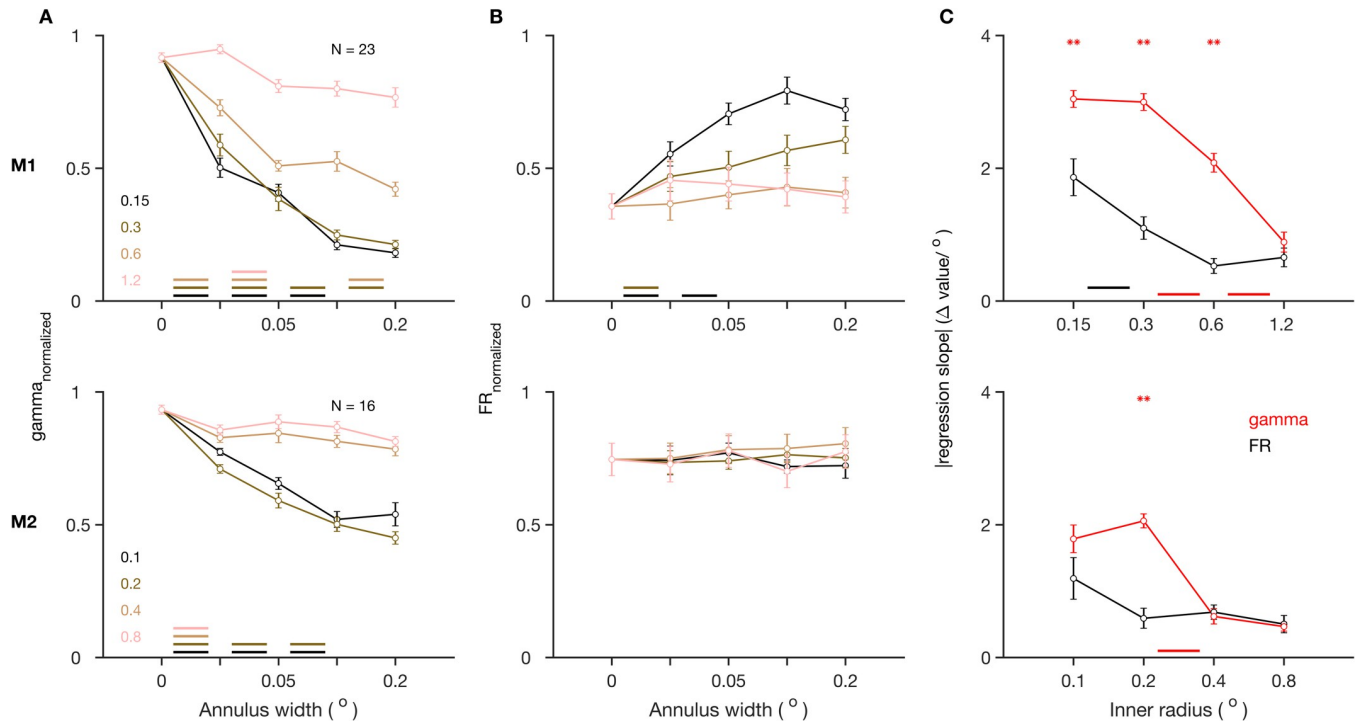 A
B
C
M1
M2
gamma normalized
1
0.5
0
N = 23
0.15
0.3
0.6
1.2
0
0.05
0.2
1
0.5
0
N = 16
0.1
0.2
0.4
0.8
0
0.05
0.2
Annulus width ( ° )
FR normalized
1
0.5
0
0
0.05
0.2
1
0.5
0
0
0.05
0.2
Annulus width ( ° )
|regression slope| (Δ value/ ° )
4
2
0
** ** **
0.15 0.3 0.6 1.2
4
2
0
**
gamma
FR
0.1 0.2 0.4 0.8
Inner radius ( ° )